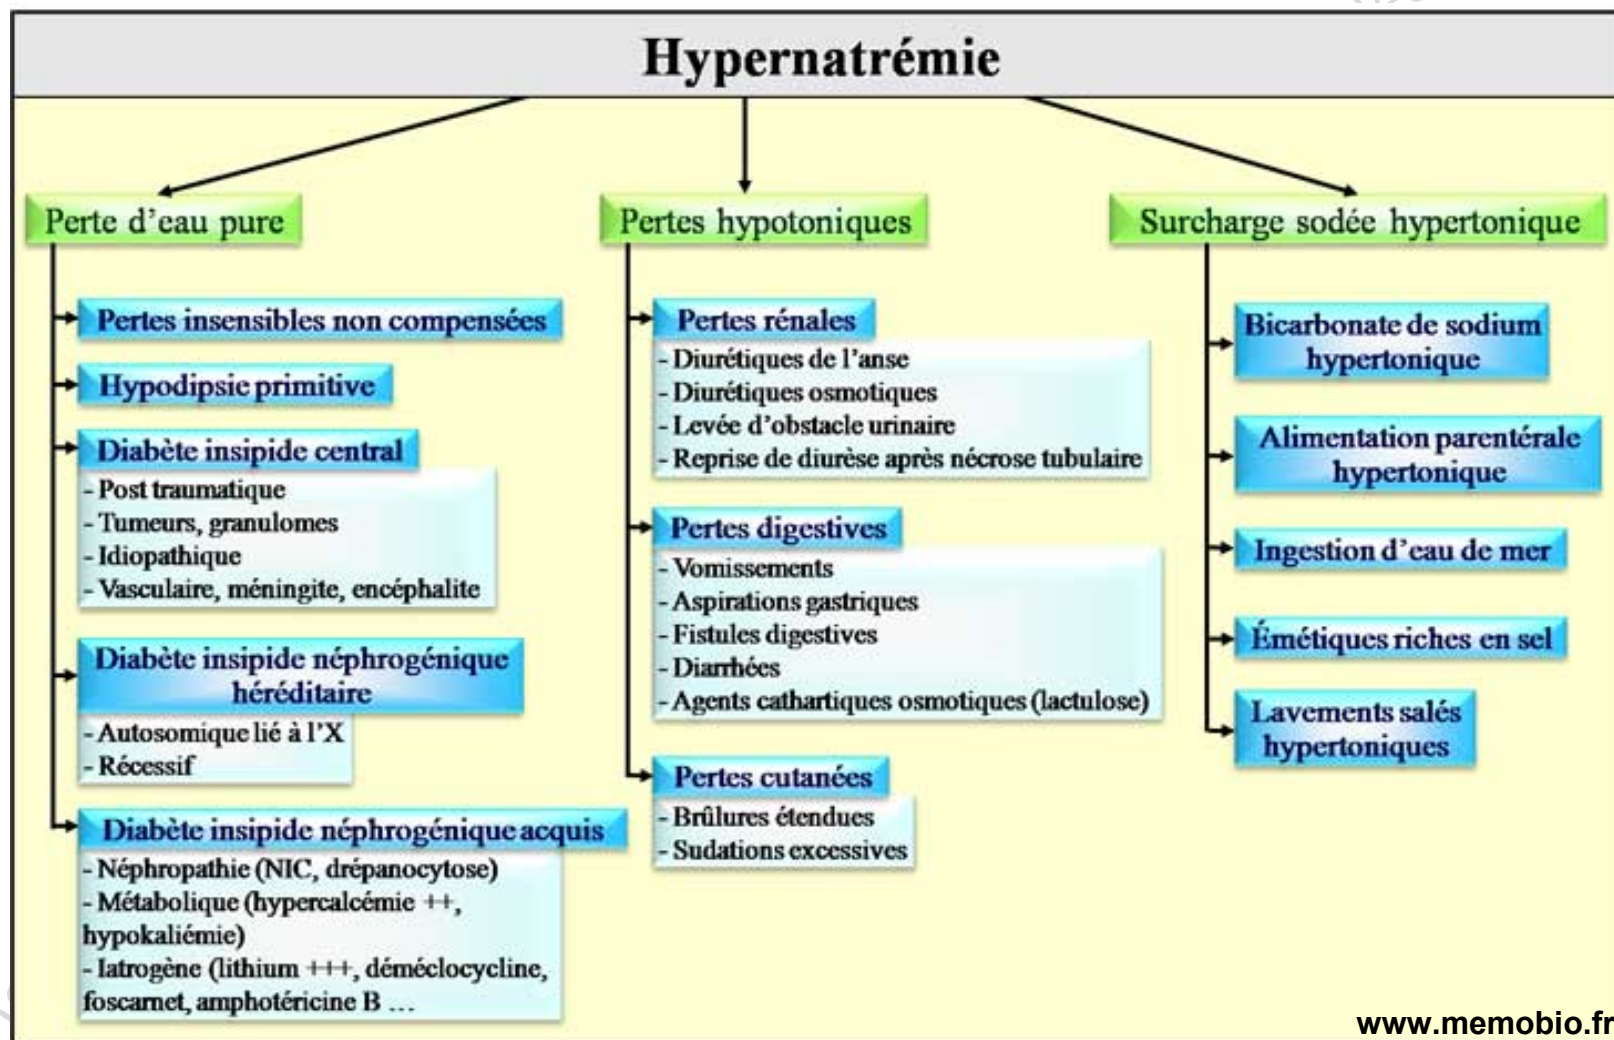 Hypernatrémie
Perte d'eau pure
Pertes insensibles non compensées
Hypodipsie primitive
Diabète insipide central
- Post traumatique
- Tumeurs, granulomes
- Idiopathique
- Vasculaire, méningite, encéphalite
Diabète insipide néphrogénique
héréditaire
- Autosomique lié à l'X
- Récessif
Diabète insipide néphrogénique acquis
- Néphropathie (NIC, drépanocytose)
- Métabolique (hypercalcémie ++,
hypokaliémie)
- Iatrogène (lithium +++, déméclocycline,
foscarnet, amphotéricine B ...
Pertes hypotoniques
Pertes rénales
- Diurétiques de l'anse
- Diurétiques osmotiques
- Levée d'obstacle urinaire
- Reprise de diurèse après nécrose tubulaire
Pertes digestives
- Vomissements
- Aspirations gastriques
- Fistules digestives
- Diarrhées
- Agents cathartiques osmotiques (lactulose)
Pertes cutanées
- Brûlures étendues
- Sudations excessives
Surcharge sodée hypertonique
Bicarbonate de sodium
hypertonique
Alimentation parentérale
hypertonique
Ingestion d'eau de mer
Émétiques riches en sel
Lavements salés
hypertoniques
www.memobio.fr